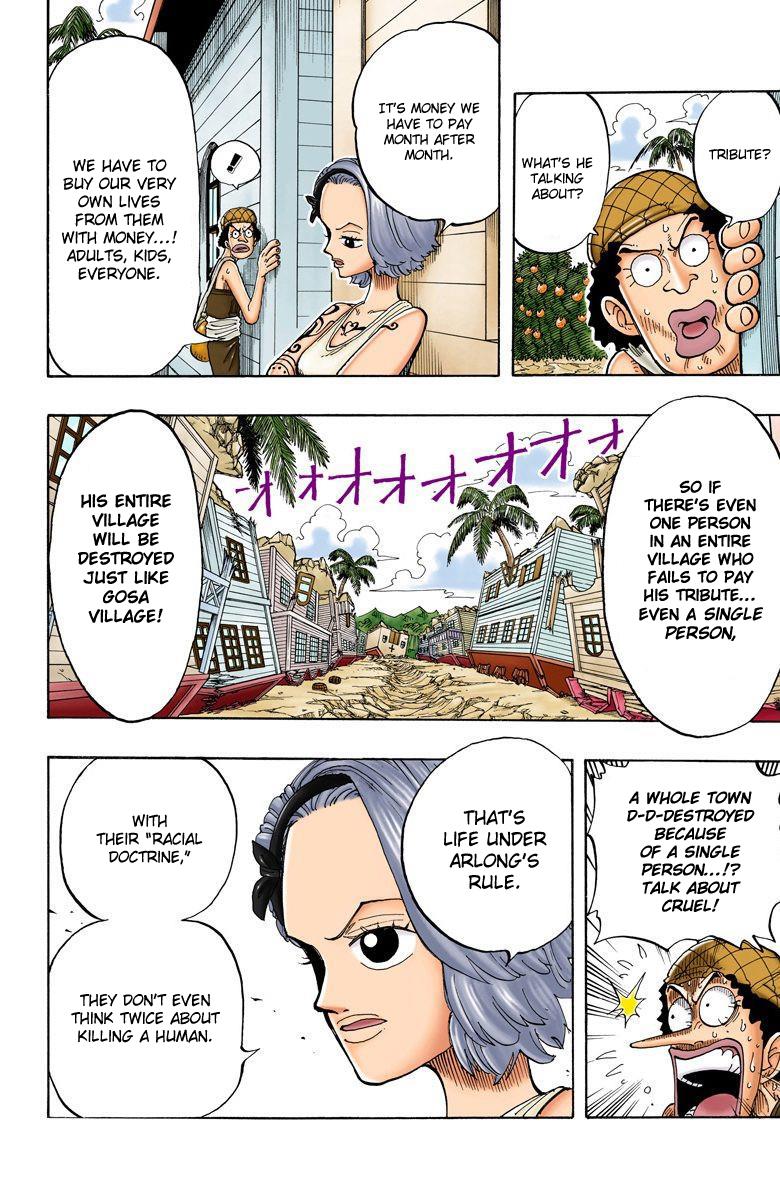 TRIBUTE?
WHAT'S HE
TALKING
ABOUT?
IT'S MONEY WE
HAVE TO PAY
MONTH AFTER
MONTH.
!
WE HAVE TO
BUY OUR VERY
OWN LIVES
FROM THEM
WITH MONEY...!
ADULTS, KIDS,
EVERYONE.
SO IF
THERE'S EVEN
ONE PERSON
IN AN ENTIRE
VILLAGE WHO
FAILS TO PAY
HIS TRIBUTE...
EVEN A SINGLE
PERSON,
オオオオオオオ
HIS ENTIRE
VILLAGE
WILL BE
DESTROYED
JUST LIKE
GOSA
VILLAGE!
A WHOLE TOWN
D-D-DESTROYED
BECAUSE
OF A SINGLE
PERSON...!?
TALK ABOUT
CRUEL!
THAT'S
LIFE UNDER
ARLONG'S
RULE.
WITH
THEIR "RACIAL
DOCTRINE,"
THEY DON'T EVEN
THINK TWICE ABOUT
KILLING A HUMAN.